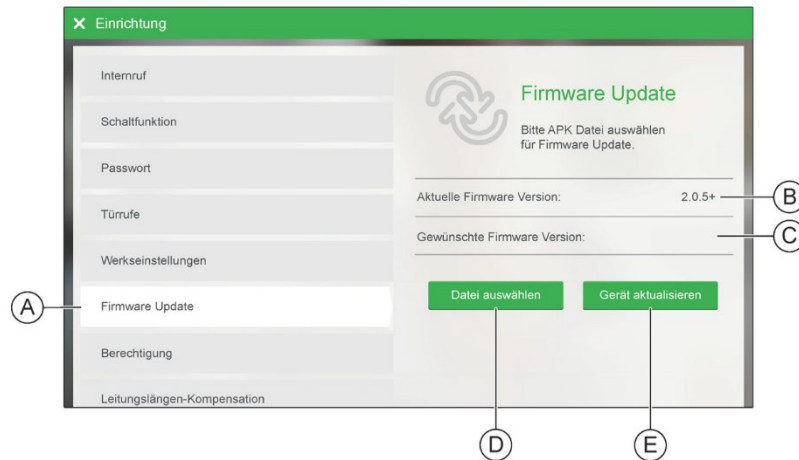 ✕ Einrichtung
Internruf
Schaltfunktion
Passwort
Türrufe
Werkseinstellungen
Firmware Update
Berechtigung
Leitungslängen-Kompensation
Firmware Update
Bitte APK Datei auswählen
für Firmware Update.
Aktuelle Firmware Version: 2.0.5+
Gewünschte Firmware Version:
Datei auswählen Gerät aktualisieren
A
B
C
D
E